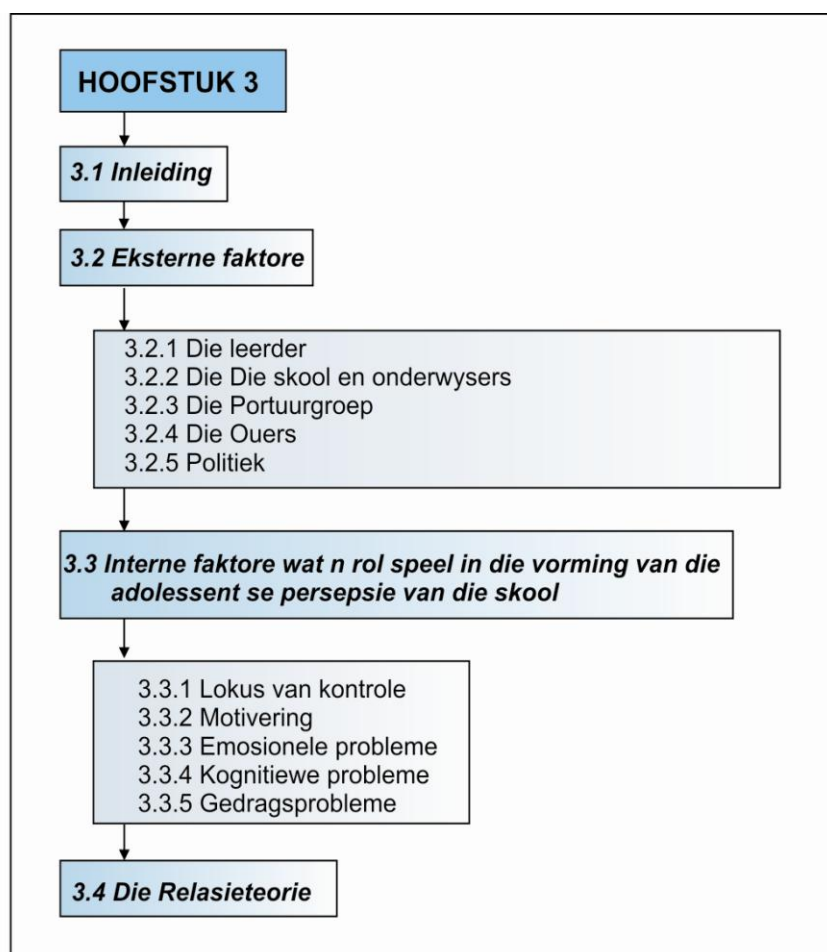 HOOFSTUK 3
3.1 Inleiding
3.2 Eksterne faktore
3.2.1 Die leerder
3.2.2 Die Die skool en onderwysers
3.2.3 Die Portuurgroep
3.2.4 Die Ouers
3.2.5 Politiek
3.3 Interne faktore wat n rol speel in die vorming van die
adolessent se persepsie van die skool
3.3.1 Lokus van kontrole
3.3.2 Motivering
3.3.3 Emosionele probleme
3.3.4 Kognitiewe probleme
3.3.5 Gedragsprobleme
3.4 Die Relasieteorie